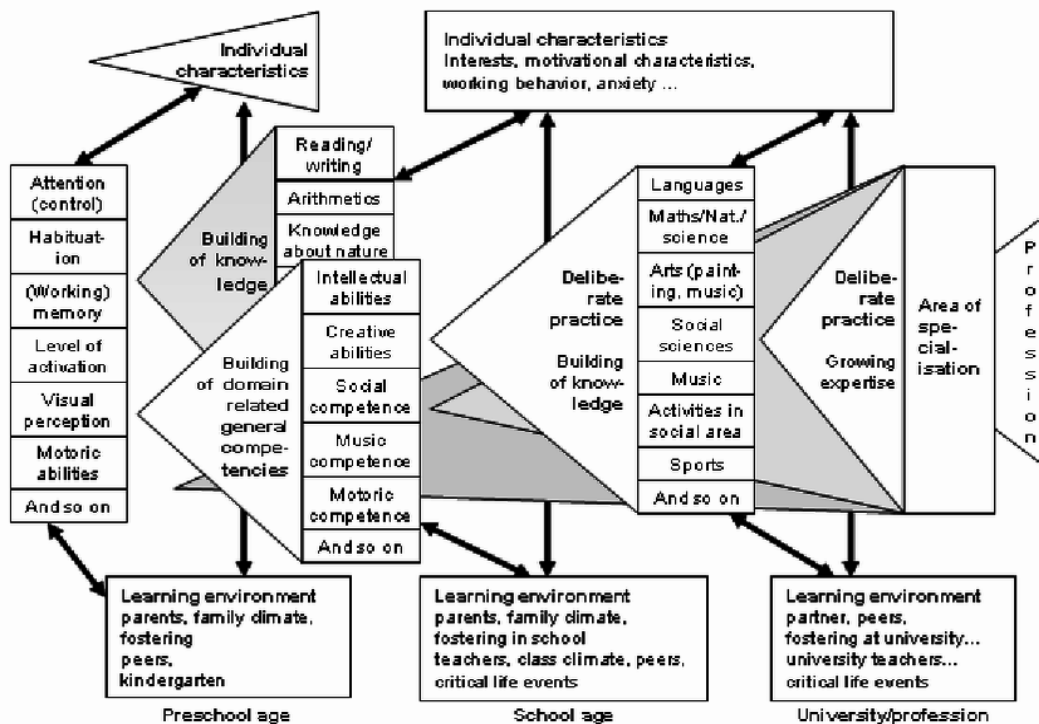 Individual
characteristics
Individual characteristics
Interests, motivational characteristics,
working behavior, anxiety ...
Attention
(control)
Habituat-
ion
(Working)
memory
Level of
activation
Visual
perception
Motoric
abilities
And so on
Building
of know-
ledge
Reading/
writing
Arithmetics
Knowledge
about nature
Building
of domain
related
general
compe-
tencies
Intellectual
abilities
Creative
abilities
Social
competence
Music
competence
Motoric
competence
And so on
Delibe-
rate
practice
Building
of know-
ledge
Languages
Maths/Nat./
science
Arts (paint-
ing, music)
Social
sciences
Music
Activities in
social area
Sports
And so on
Delibe-
rate
practice
Growing
expertise
Area of
spe-
cial-
isation
Profession
Learning environment
parents, family climate,
fostering
peers,
kindergarten
Learning environment
parents, family climate,
fostering in school
teachers, class climate, peers,
critical life events
Learning environment
partner, peers,
fostering at university...
university teachers...
critical life events
Preschool age
School age
University/profession